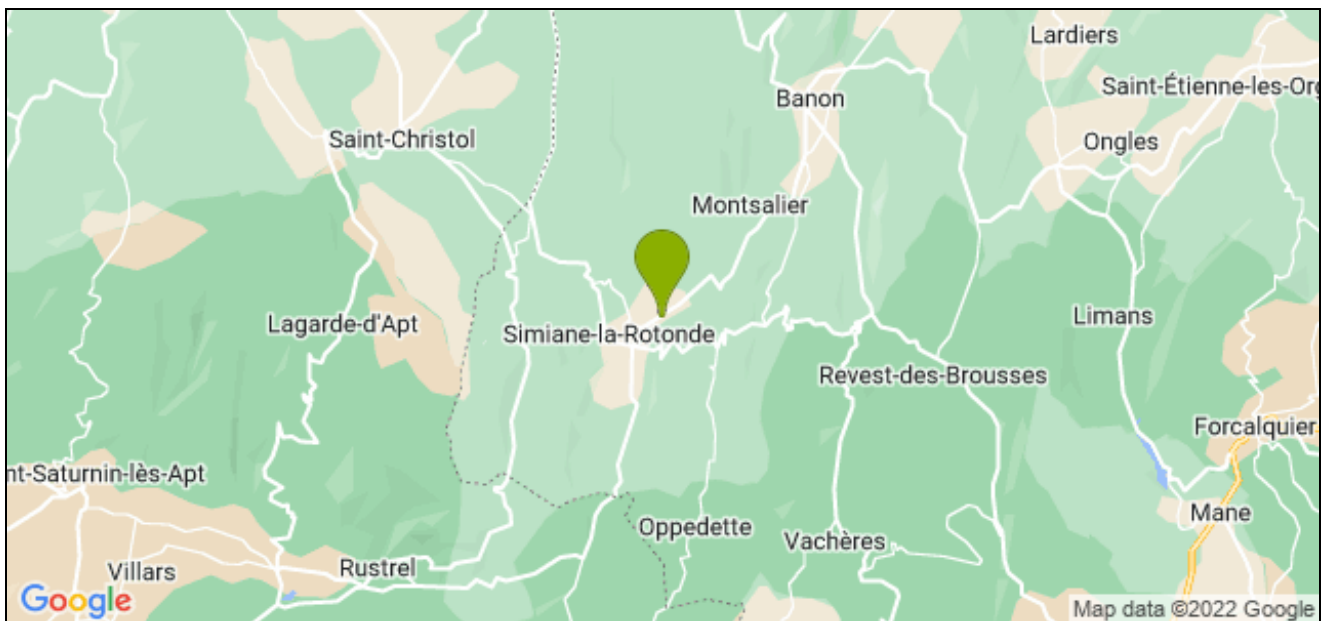 Lardiers
Saint-Étienne-les-Org
Banon
Saint-Christol
Ongles
Montsalier
Lagarde-d'Apt
Simiane-la-Rotonde
Limans
Revest-des-Brousses
Forcalquier
nt-Saturnin-lès-Apt
Oppedette
Vachères
Mane
Villars
Rustrel
Google
Map data ©2022 Google